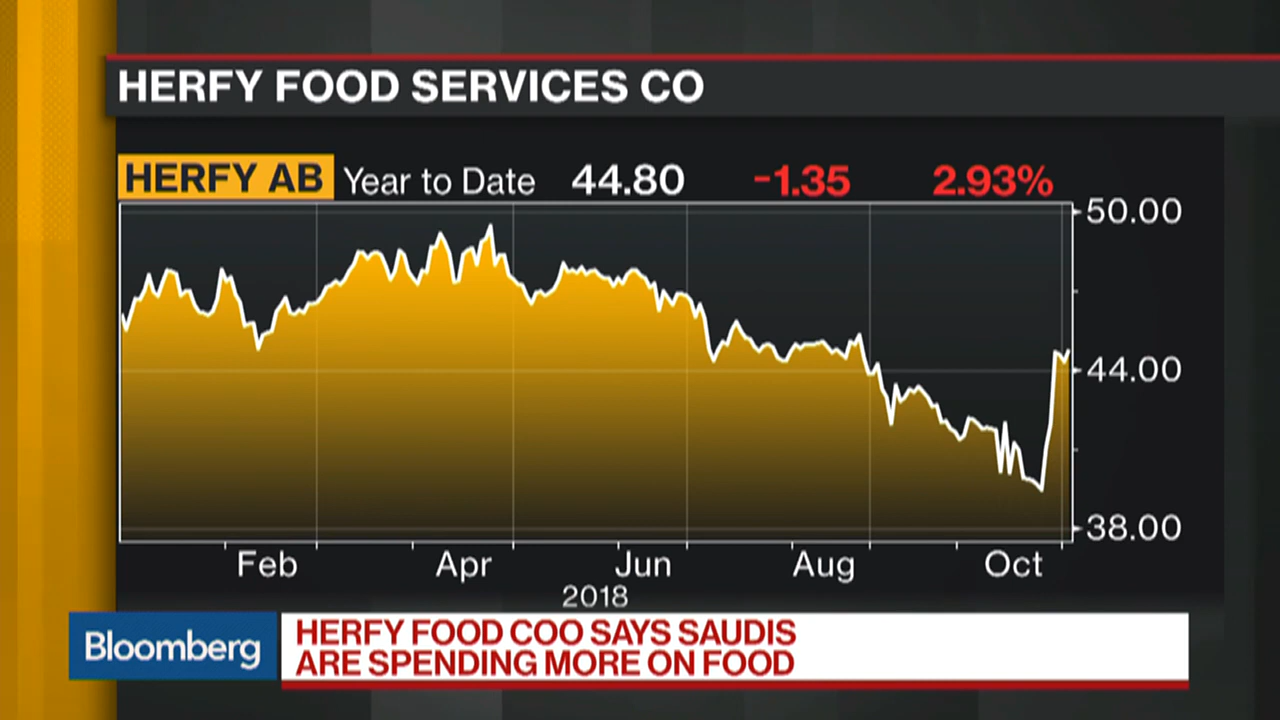 HERFY FOOD SERVICES CO
HERFY AB Year to Date 44.80 -1.35 2.93%
50.00
44.00
38.00
Feb Apr Jun Aug Oct
2018
Bloomberg
HERFY FOOD COO SAYS SAUDIS
ARE SPENDING MORE ON FOOD